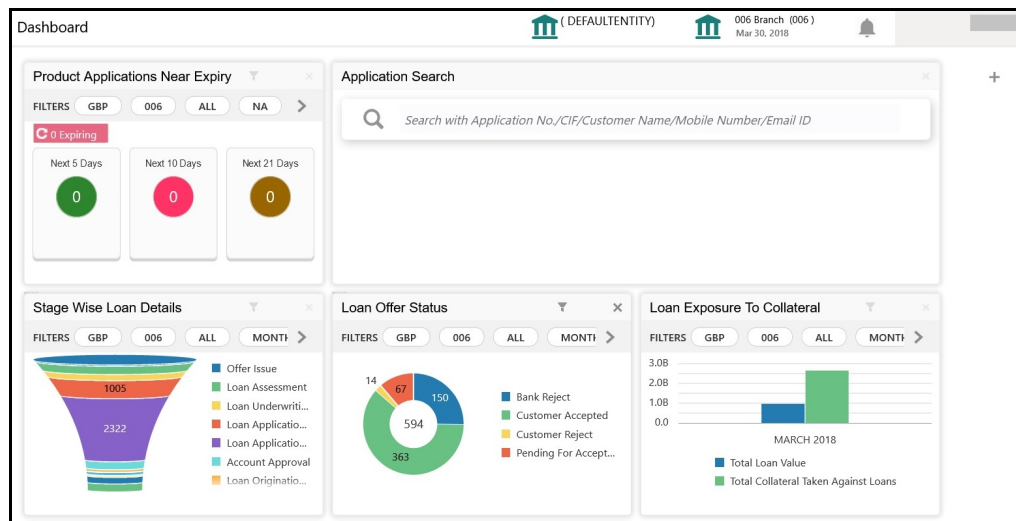 Dashboard
( DEFAULTENTITY)
006 Branch (006 )
Mar 30, 2018
Product Applications Near Expiry
FILTERS GBP 006 ALL NA
0 Expiring
Next 5 Days Next 10 Days Next 21 Days
0 0 0
Application Search
Search with Application No./CIF/Customer Name/Mobile Number/Email ID
Stage Wise Loan Details
FILTERS GBP 006 ALL MONTH
1005
2322
Offer Issue
Loan Assessment
Loan Underwriti...
Loan Applicatio...
Loan Applicatio...
Account Approval
Loan Originatio...
Loan Offer Status
FILTERS GBP 006 ALL MONTH
14
67
150
594
363
Bank Reject
Customer Accepted
Customer Reject
Pending For Accept...
Loan Exposure To Collateral
FILTERS GBP 006 ALL MONTH
3.0B
2.0B
1.0B
0.0
MARCH 2018
Total Loan Value
Total Collateral Taken Against Loans